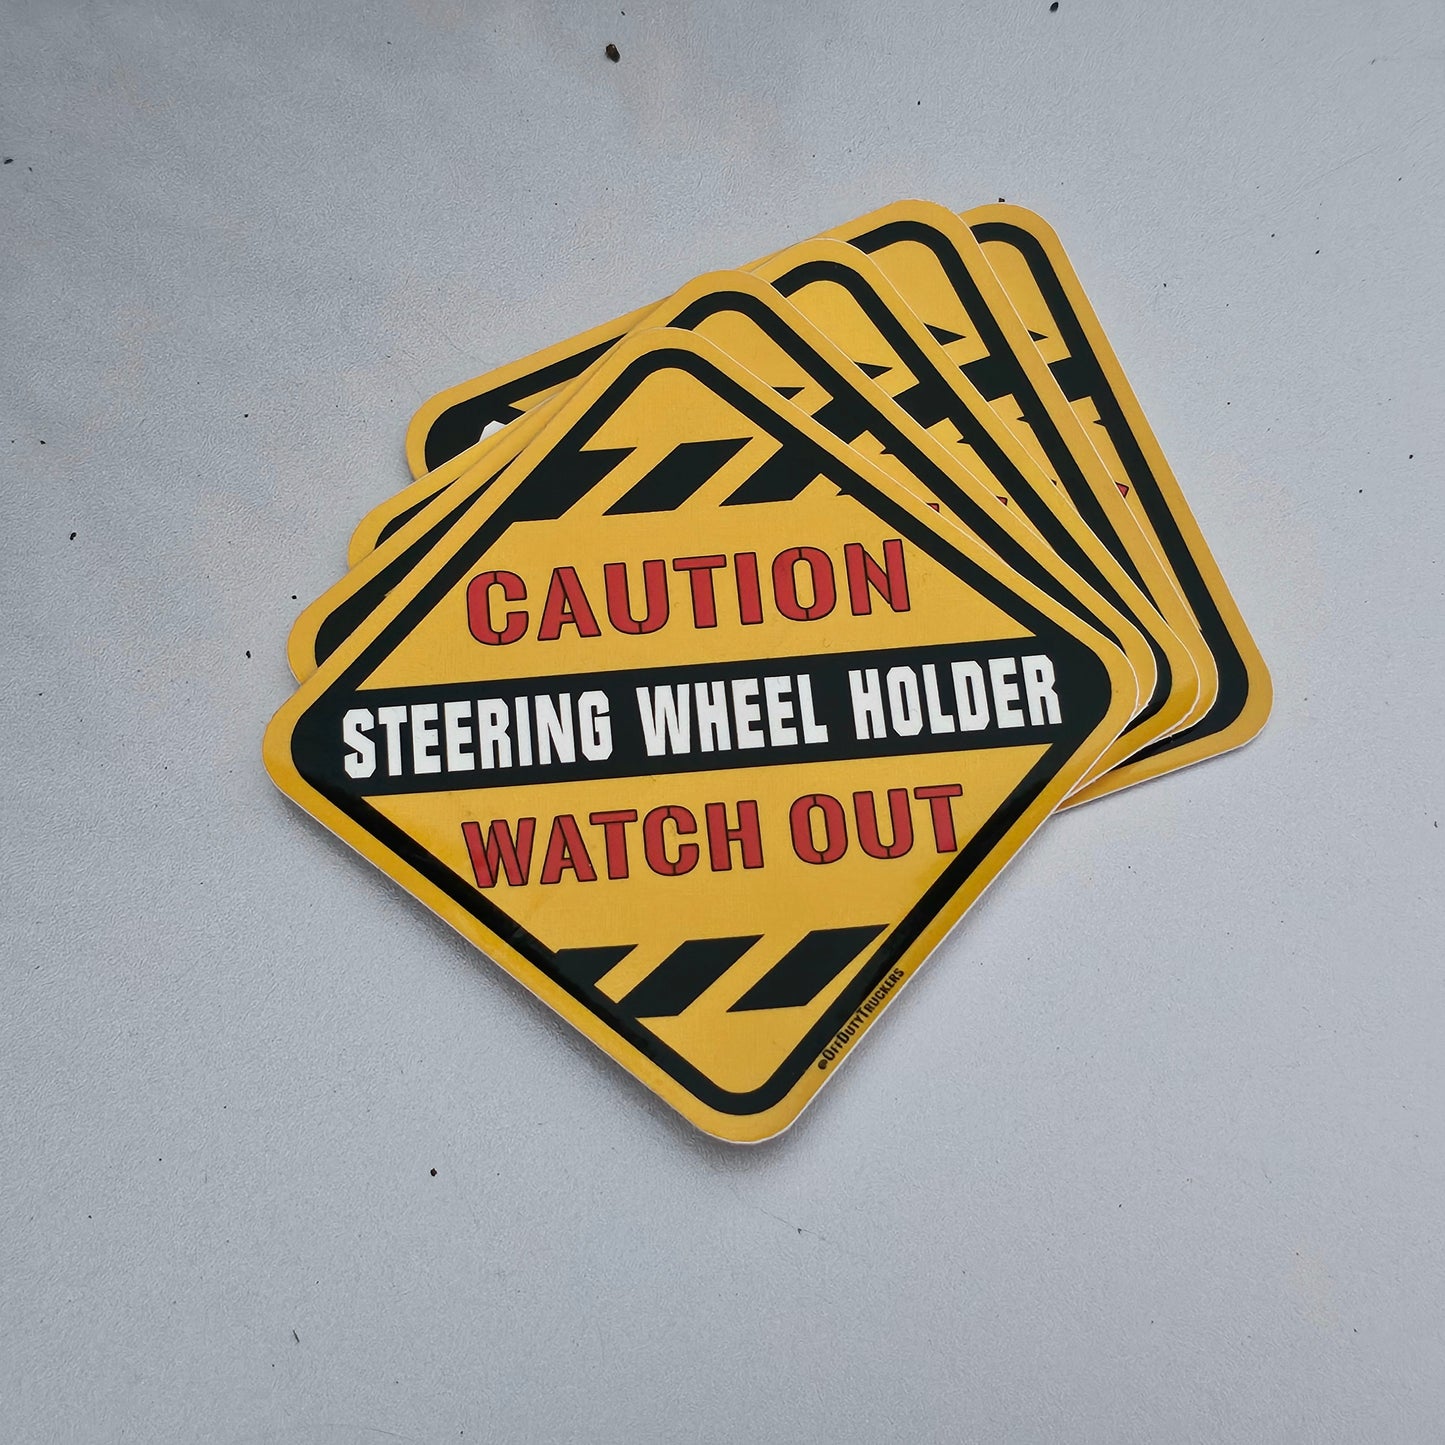 CAUTION
STEERING WHEEL HOLDER
WATCH OUT
@OFFDUTYTRUCKERS